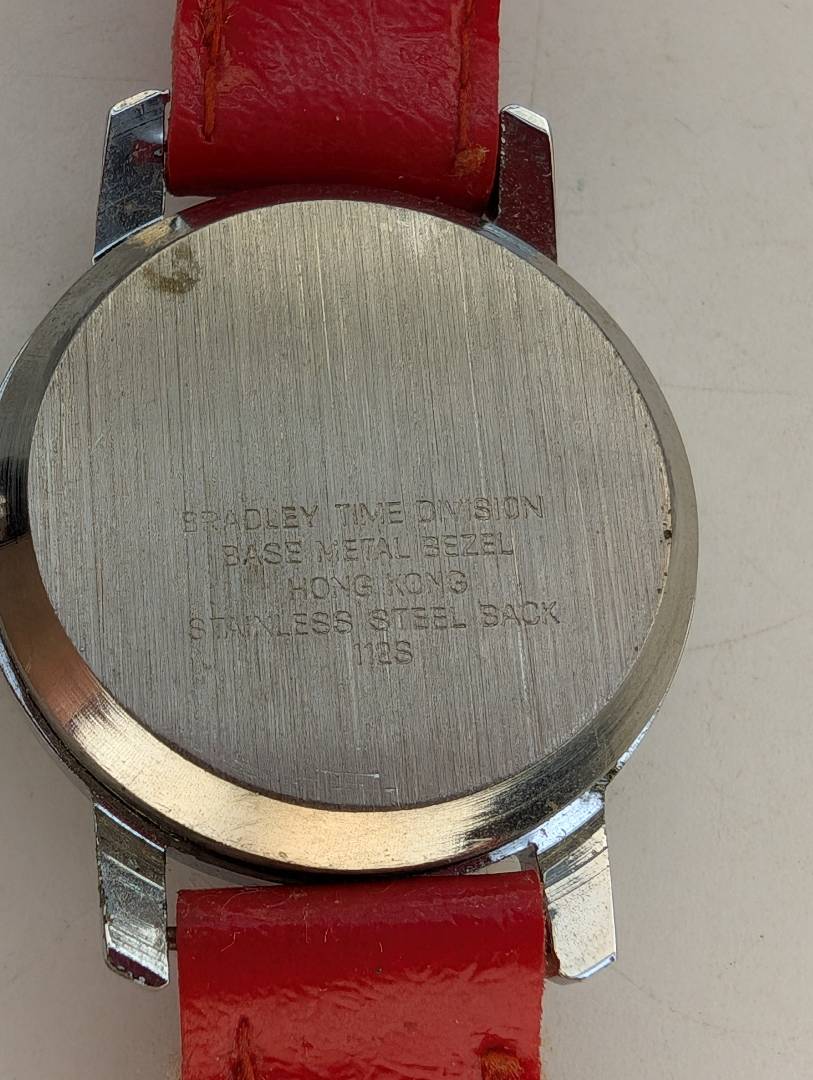 BRADLEY TIME DIVISION
BASE METAL BEZEL
HONG KONG
STAINLESS STEEL BACK
112S